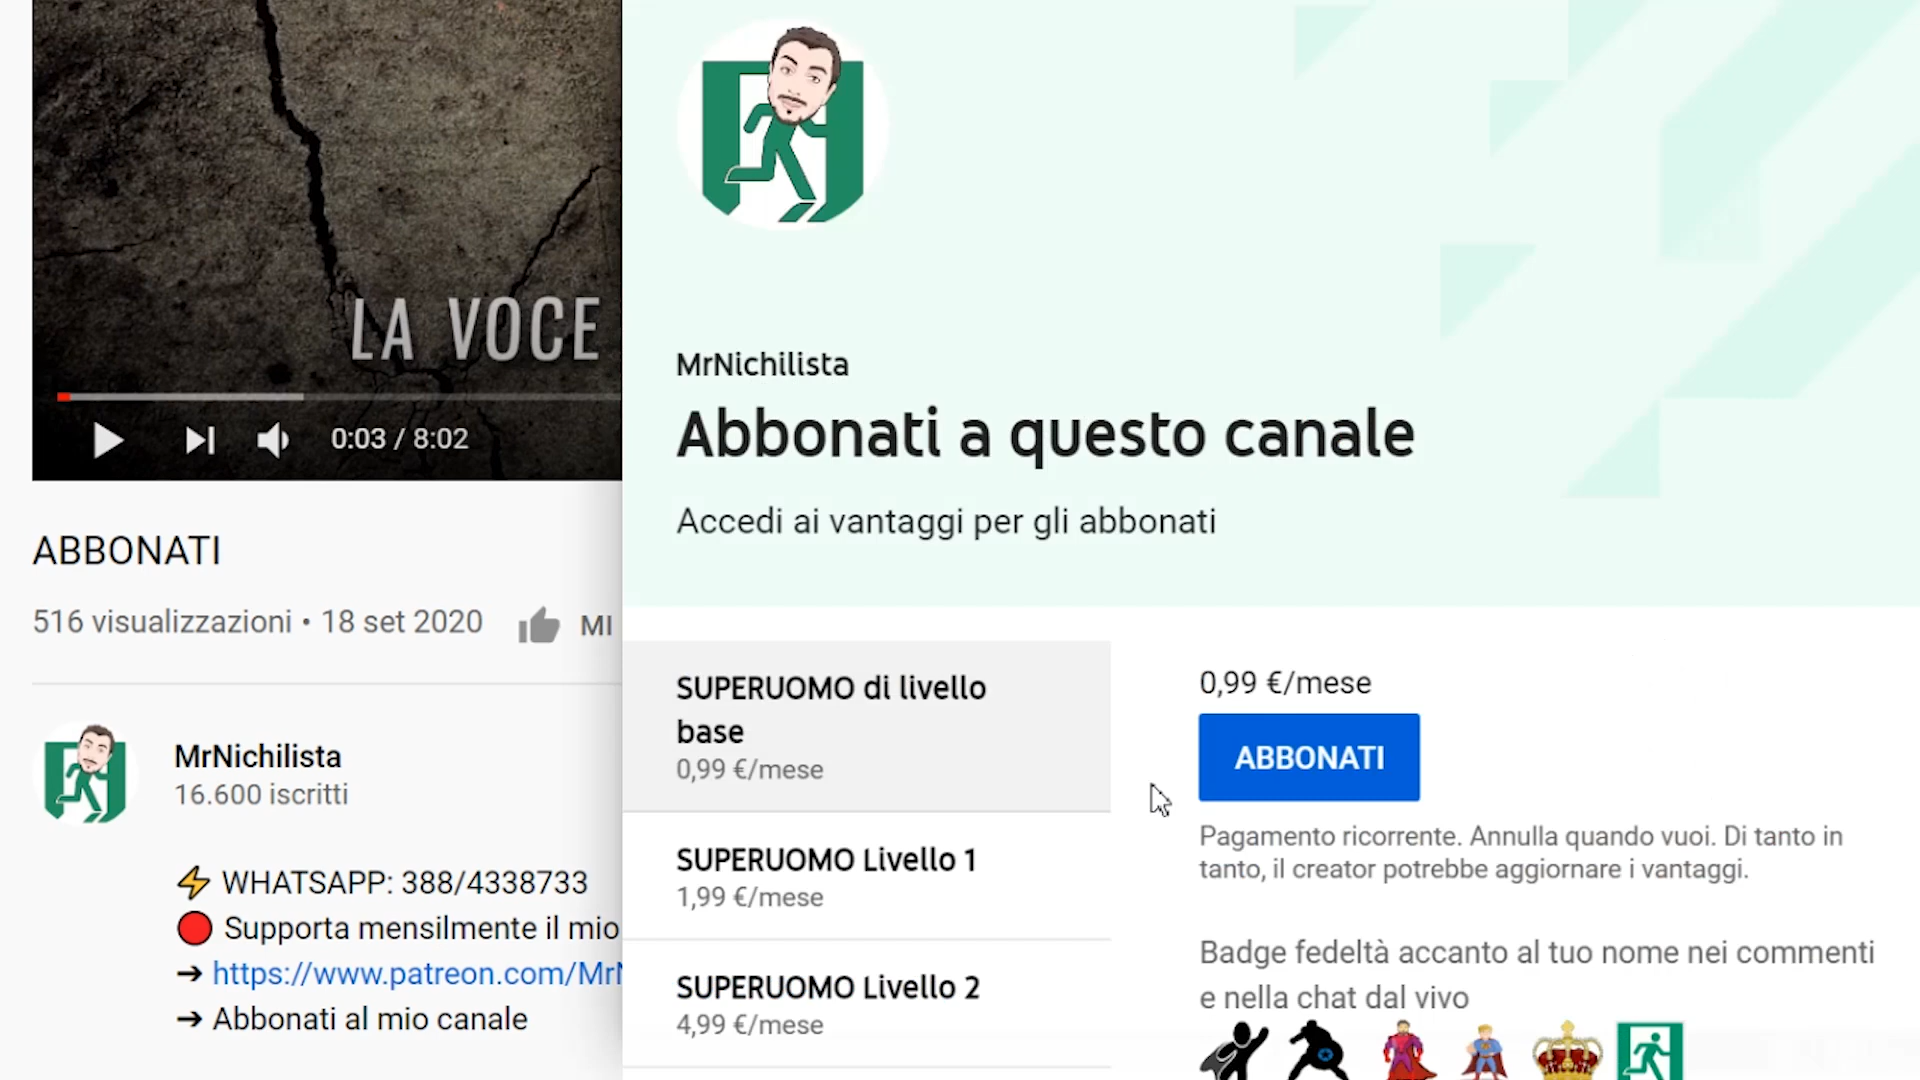 LA VOCE
0:03 / 8:02
ABBONATI
516 visualizzazioni • 18 set 2020
MI
MrNichilista
16.600 iscritti
⚡ WHATSAPP: 388/4338733
🔴 Supporta mensilmente il mio
➔ https://www.patreon.com/MrN
➔ Abbonati al mio canale
MrNichilista
Abbonati a questo canale
Accedi ai vantaggi per gli abbonati
SUPERUOMO di livello
base
0,99 €/mese
SUPERUOMO Livello 1
1,99 €/mese
SUPERUOMO Livello 2
4,99 €/mese
0,99 €/mese
ABBONATI
Pagamento ricorrente. Annulla quando vuoi. Di tanto in
tanto, il creator potrebbe aggiornare i vantaggi.
Badge fedeltà accanto al tuo nome nei commenti
e nella chat dal vivo